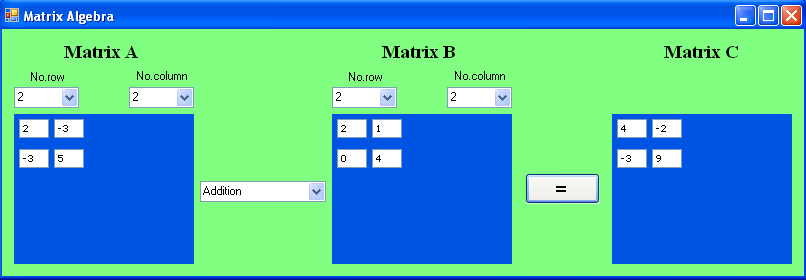 Matrix Algebra
Matrix A Matrix B Matrix C
No.row No.column No.row No.column
2 2 2 2
2 -3 2 1 4 -2
-3 5 0 4 -3 9
Addition =